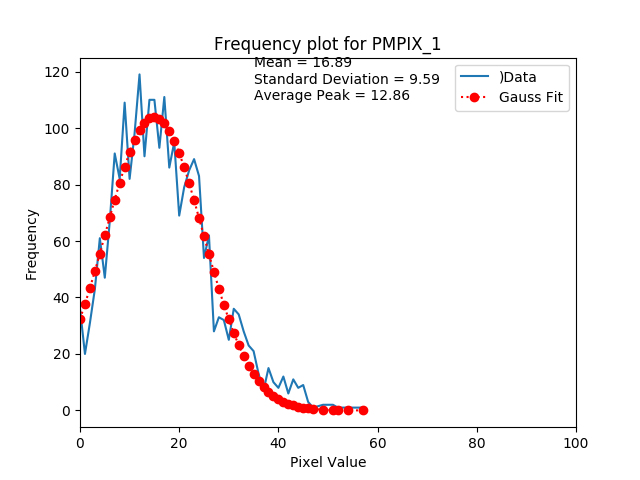 Frequency plot for PMPIX_1
Mean = 16.89
Standard Deviation = 9.59
Average Peak = 12.86
)Data
Gauss Fit
120
100
80
60
40
20
0
Frequency
0 20 40 60 80 100
Pixel Value